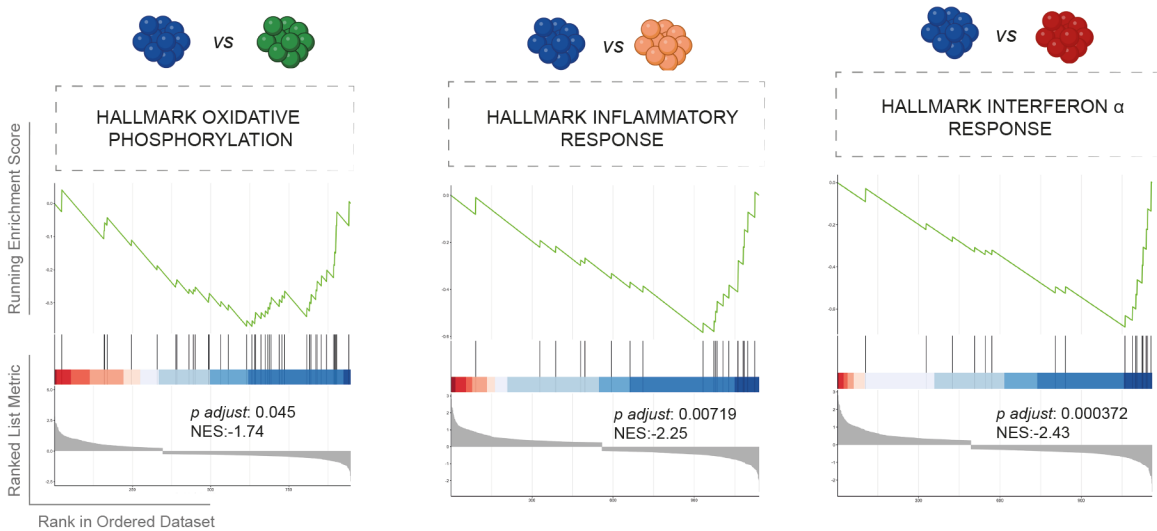 vs
vs
vs
HALLMARK OXIDATIVE
PHOSPHORYLATION
HALLMARK INFLAMMATORY
RESPONSE
HALLMARK INTERFERON α
RESPONSE
Running Enrichment Score
Ranked List Metric
p adjust: 0.045
NES:-1.74
p adjust: 0.00719
NES:-2.25
p adjust: 0.000372
NES:-2.43
Rank in Ordered Dataset